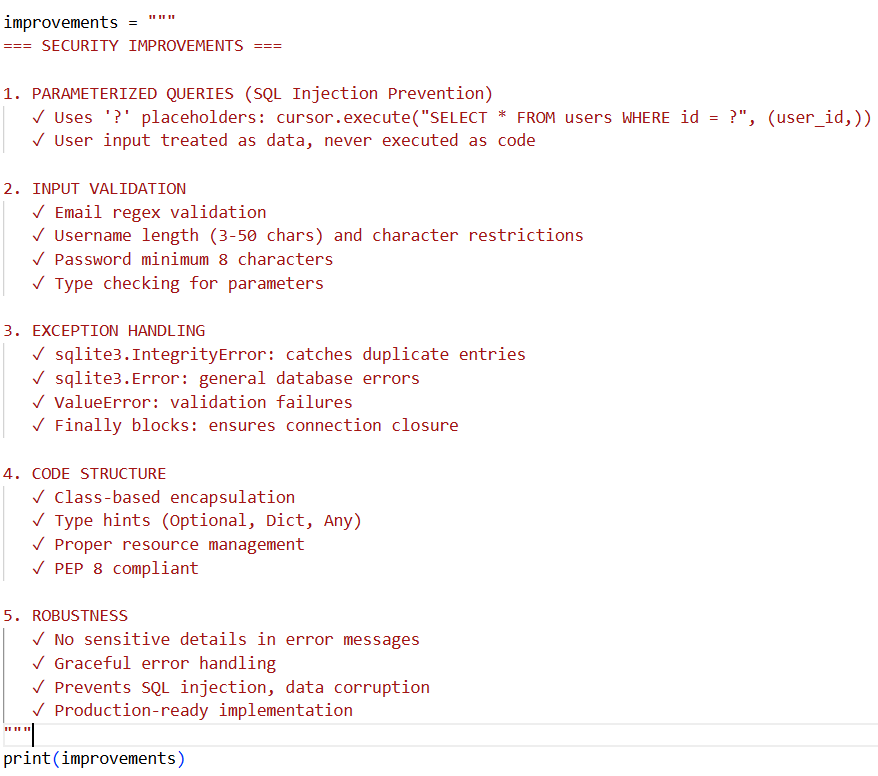 improvements = """
=== SECURITY IMPROVEMENTS ===
1. PARAMETERIZED QUERIES (SQL Injection Prevention)
✓ Uses '?' placeholders: cursor.execute("SELECT * FROM users WHERE id = ?", (user_id,))
✓ User input treated as data, never executed as code
2. INPUT VALIDATION
✓ Email regex validation
✓ Username length (3-50 chars) and character restrictions
✓ Password minimum 8 characters
✓ Type checking for parameters
3. EXCEPTION HANDLING
✓ sqlite3.IntegrityError: catches duplicate entries
✓ sqlite3.Error: general database errors
✓ ValueError: validation failures
✓ Finally blocks: ensures connection closure
4. CODE STRUCTURE
✓ Class-based encapsulation
✓ Type hints (Optional, Dict, Any)
✓ Proper resource management
✓ PEP 8 compliant
5. ROBUSTNESS
✓ No sensitive details in error messages
✓ Graceful error handling
✓ Prevents SQL injection, data corruption
✓ Production-ready implementation
"""
print(improvements)